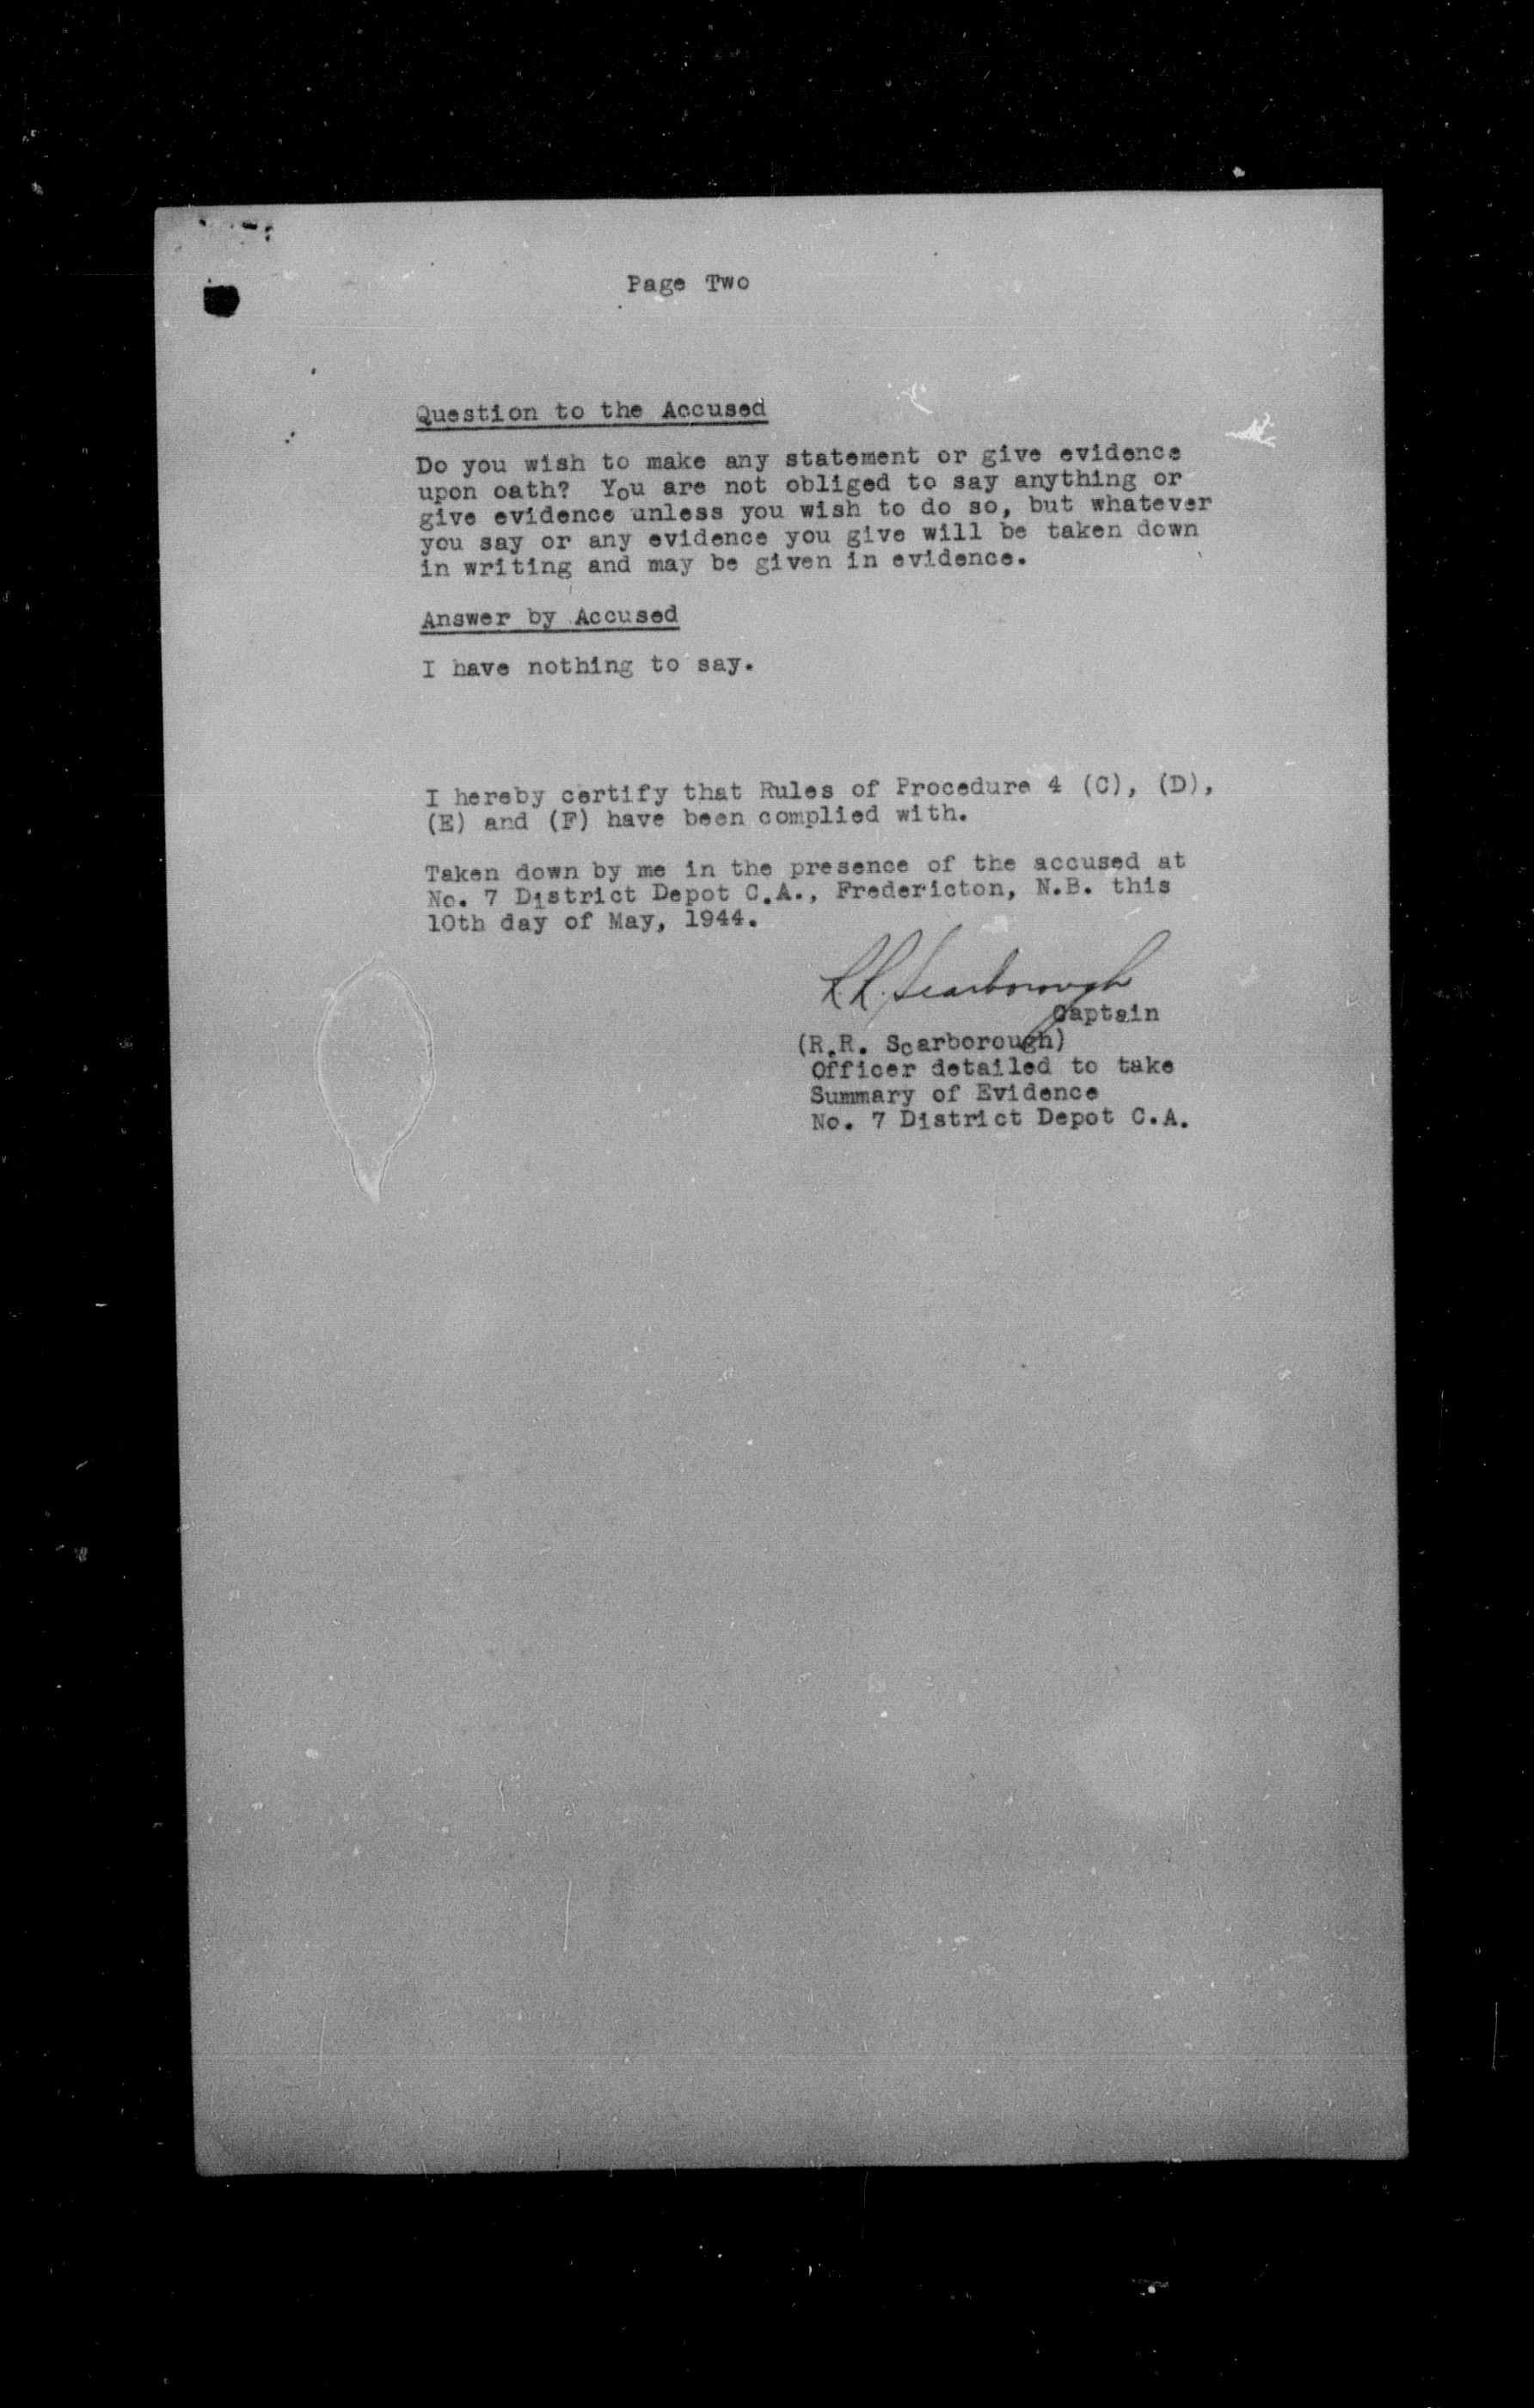 Page Two
Question to the Accused
Do you wish to make any statement or give evidence
upon oath? You are not obliged to say anything or
give evidence unless you wish to do so, but whatever
you say or any evidence you give will be taken down
in writing and may be given in evidence.
Answer by Accused
I have nothing to say.
I hereby certify that Rules of Procedure 4 (C), (D),
(E) and (F) have been complied with.
Taken down by me in the presence of the accused at
No. 7 District Depot C.A., Fredericton, N.B. this
10th day of May, 1944.
R.R. Scarborough
Captain
(R.R. Scarborough)
Officer detailed to take
Summary of Evidence
No. 7 District Depot C.A.